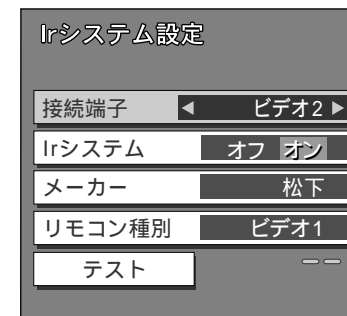 Irシステム設定
接続端子 ◀ ビデオ2 ▶
Irシステム オフ オン
メーカー 松下
リモコン種別 ビデオ1
テスト ――